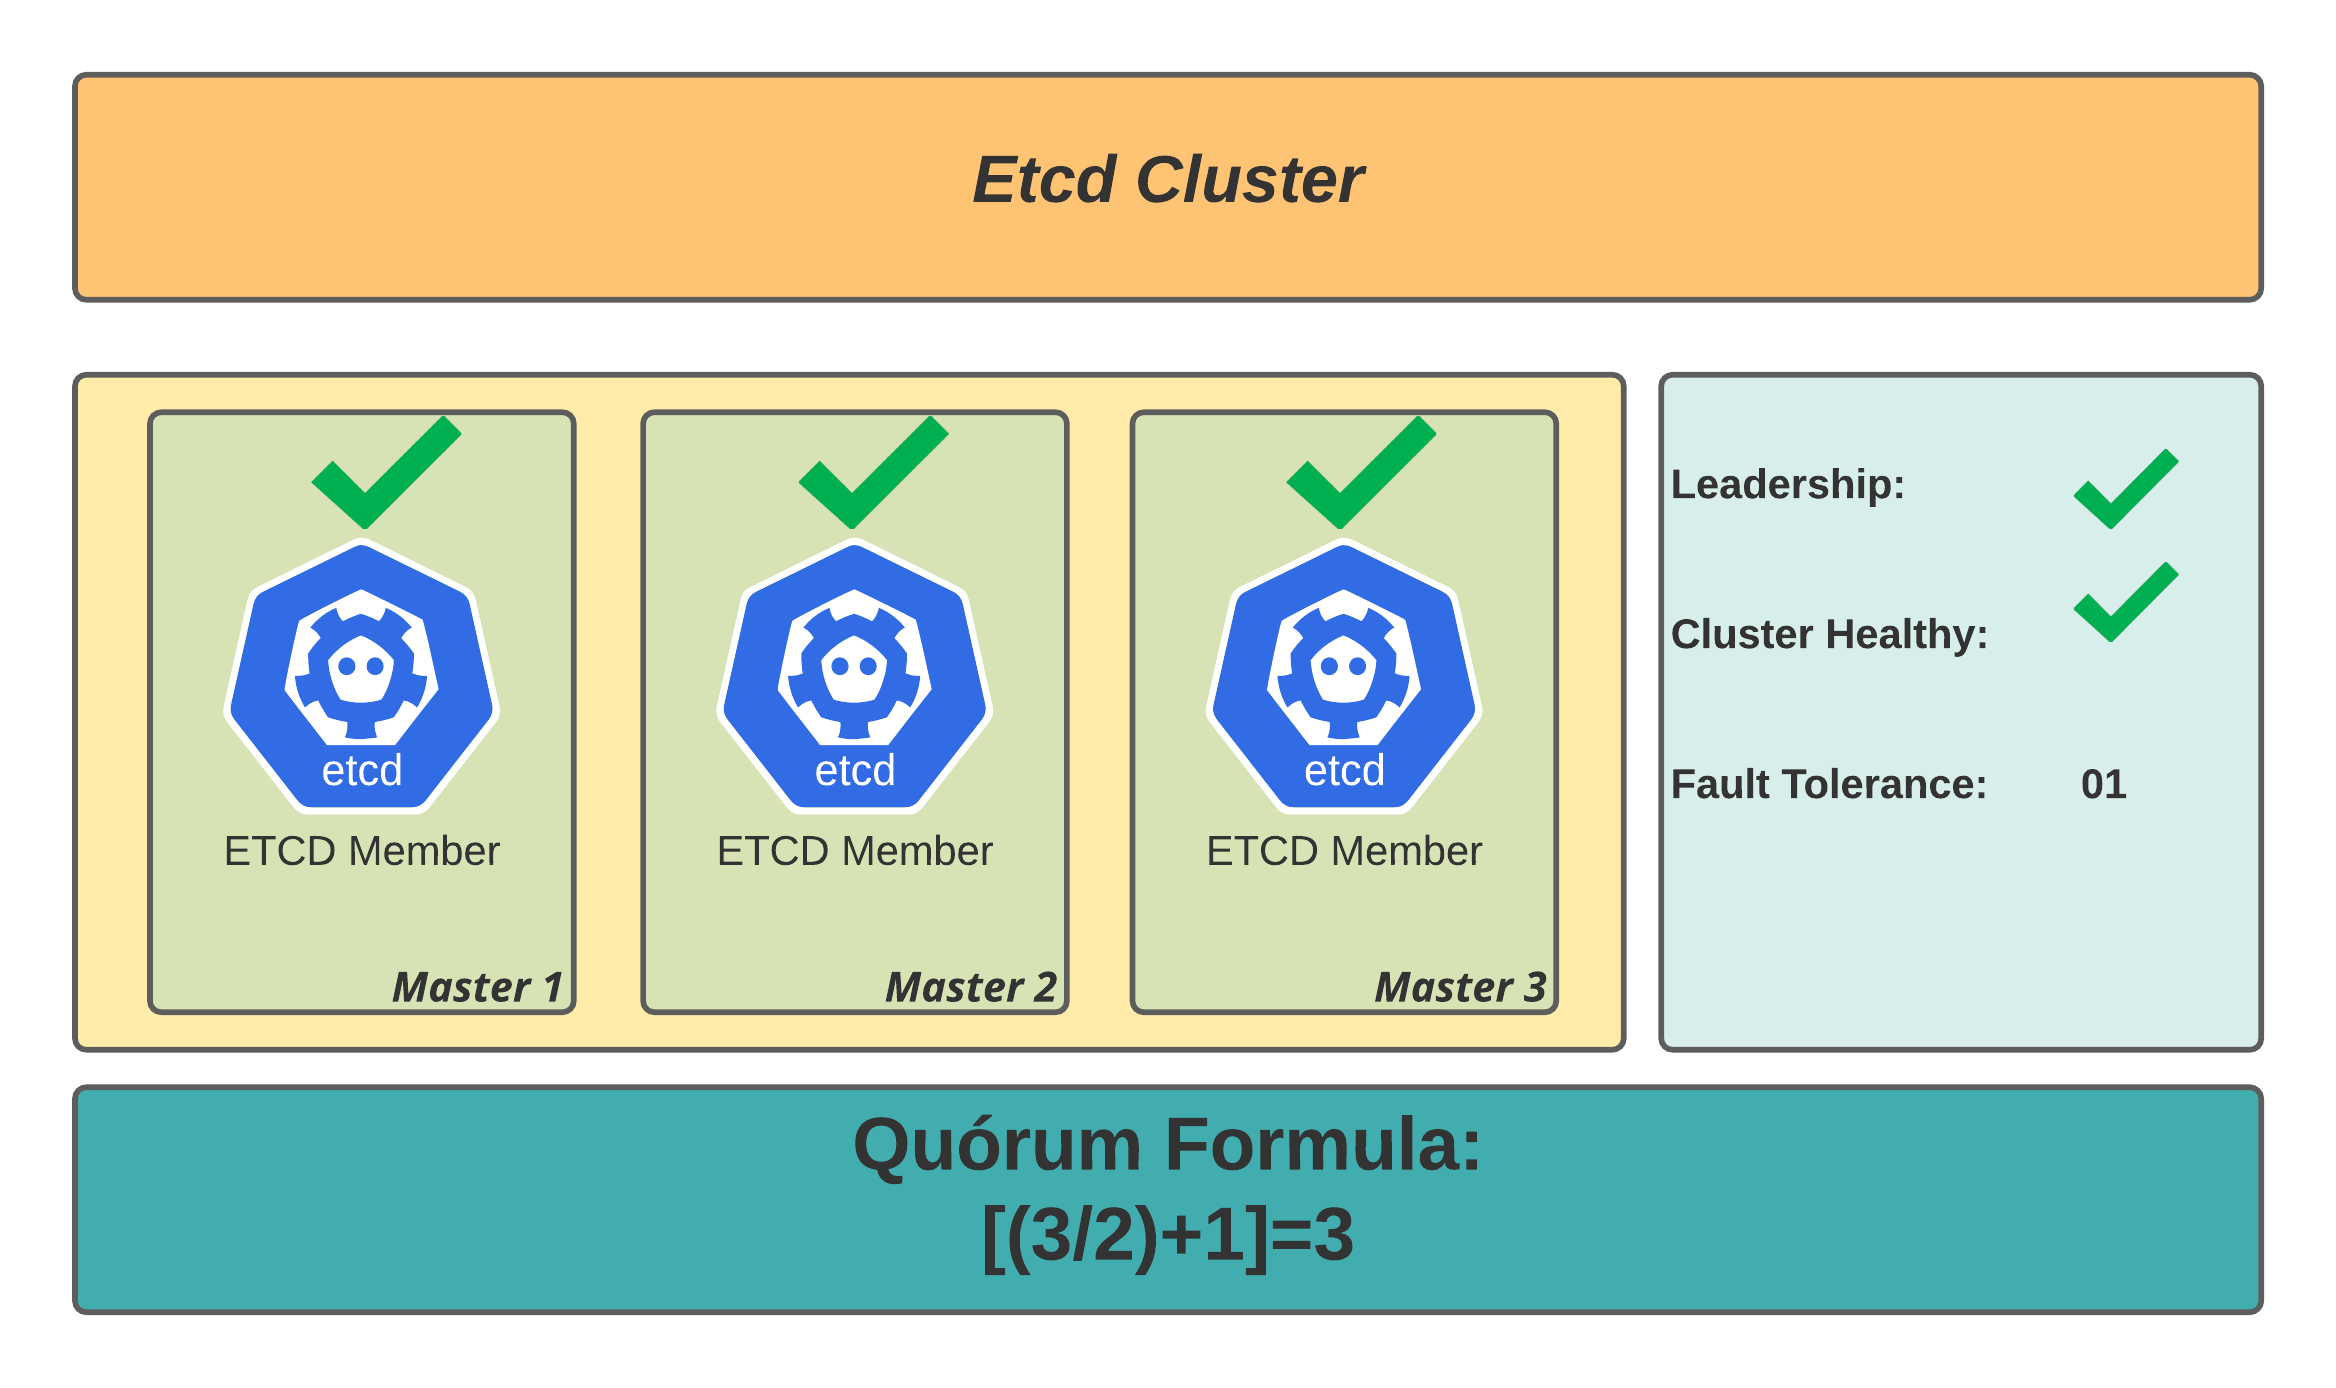 Etcd Cluster
etcd
ETCD Member
Master 1
etcd
ETCD Member
Master 2
etcd
ETCD Member
Master 3
Leadership:
Cluster Healthy:
Fault Tolerance: 01
Quórum Formula:
[(3/2)+1]=3